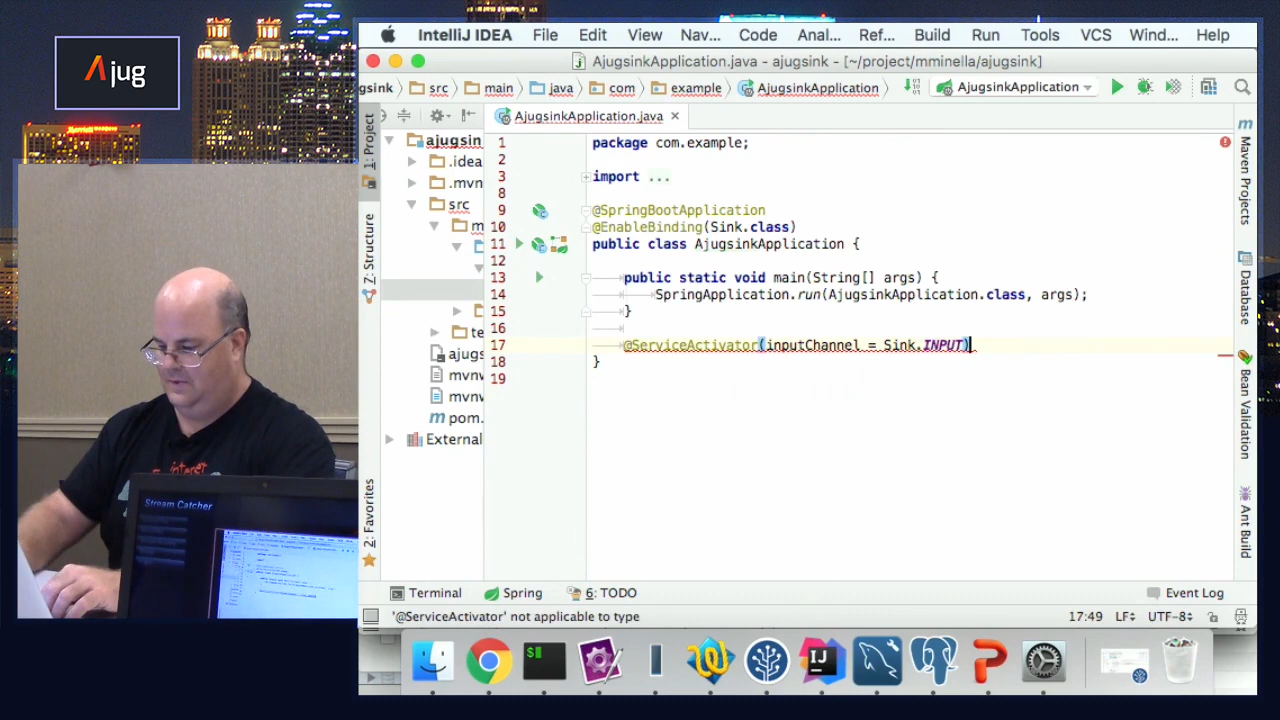 Ajug
IntelliJ IDEA File Edit View Nav... Code Anal... Ref... Build Run Tools VCS Wind... Help
AjugsinkApplication.java - ajugsink - [~/project/mminella/ajugsink]
gsink src main java com example AjugsinkApplication AjugsinkApplication
1: Project
7: Structure
2: Favorites
ajugsin
.idea
.mvn
src
m
te
ajugs
mvnv
mvnv
pom.
External
AjugsinkApplication.java
1 package com.example;
2
3 import ...
8
9 @SpringBootApplication
10 @EnableBinding(Sink.class)
11 public class AjugsinkApplication {
12
13 public static void main(String[] args) {
14 SpringApplication.run(AjugsinkApplication.class, args);
15 }
16
17 @ServiceActivator(inputChannel = Sink.INPUT)
18 }
19
Maven Projects
Database
Bean Validation
Ant Build
Terminal Spring 6: TODO Event Log
'@ServiceActivator' not applicable to type 17:49 LF UTF-8
Stream Catcher
$
IJ